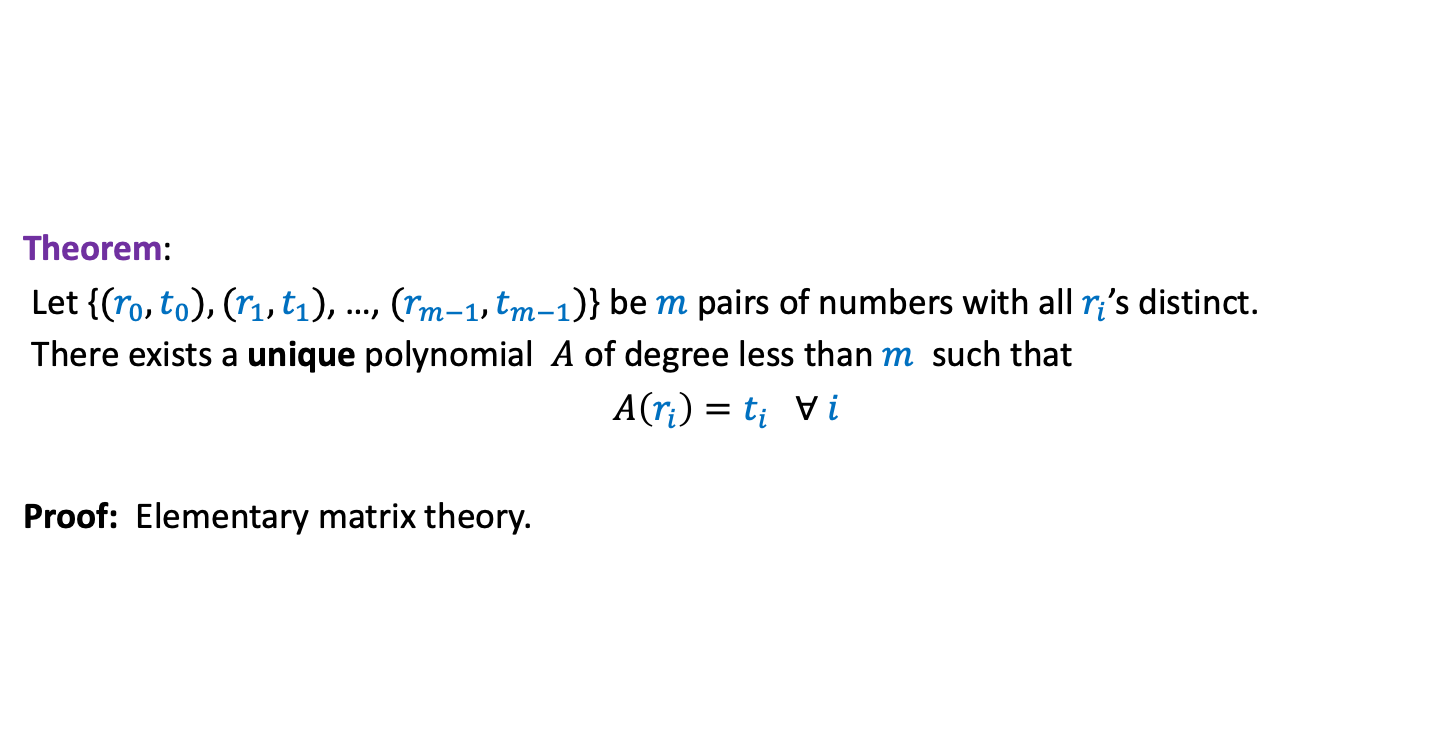 Theorem:
Let {(r₀, t₀), (r₁, t₁), …, (rₘ₋₁, tₘ₋₁)} be m pairs of numbers with all rᵢ’s distinct.
There exists a unique polynomial A of degree less than m such that
A(rᵢ) = tᵢ ∀ i
Proof: Elementary matrix theory.